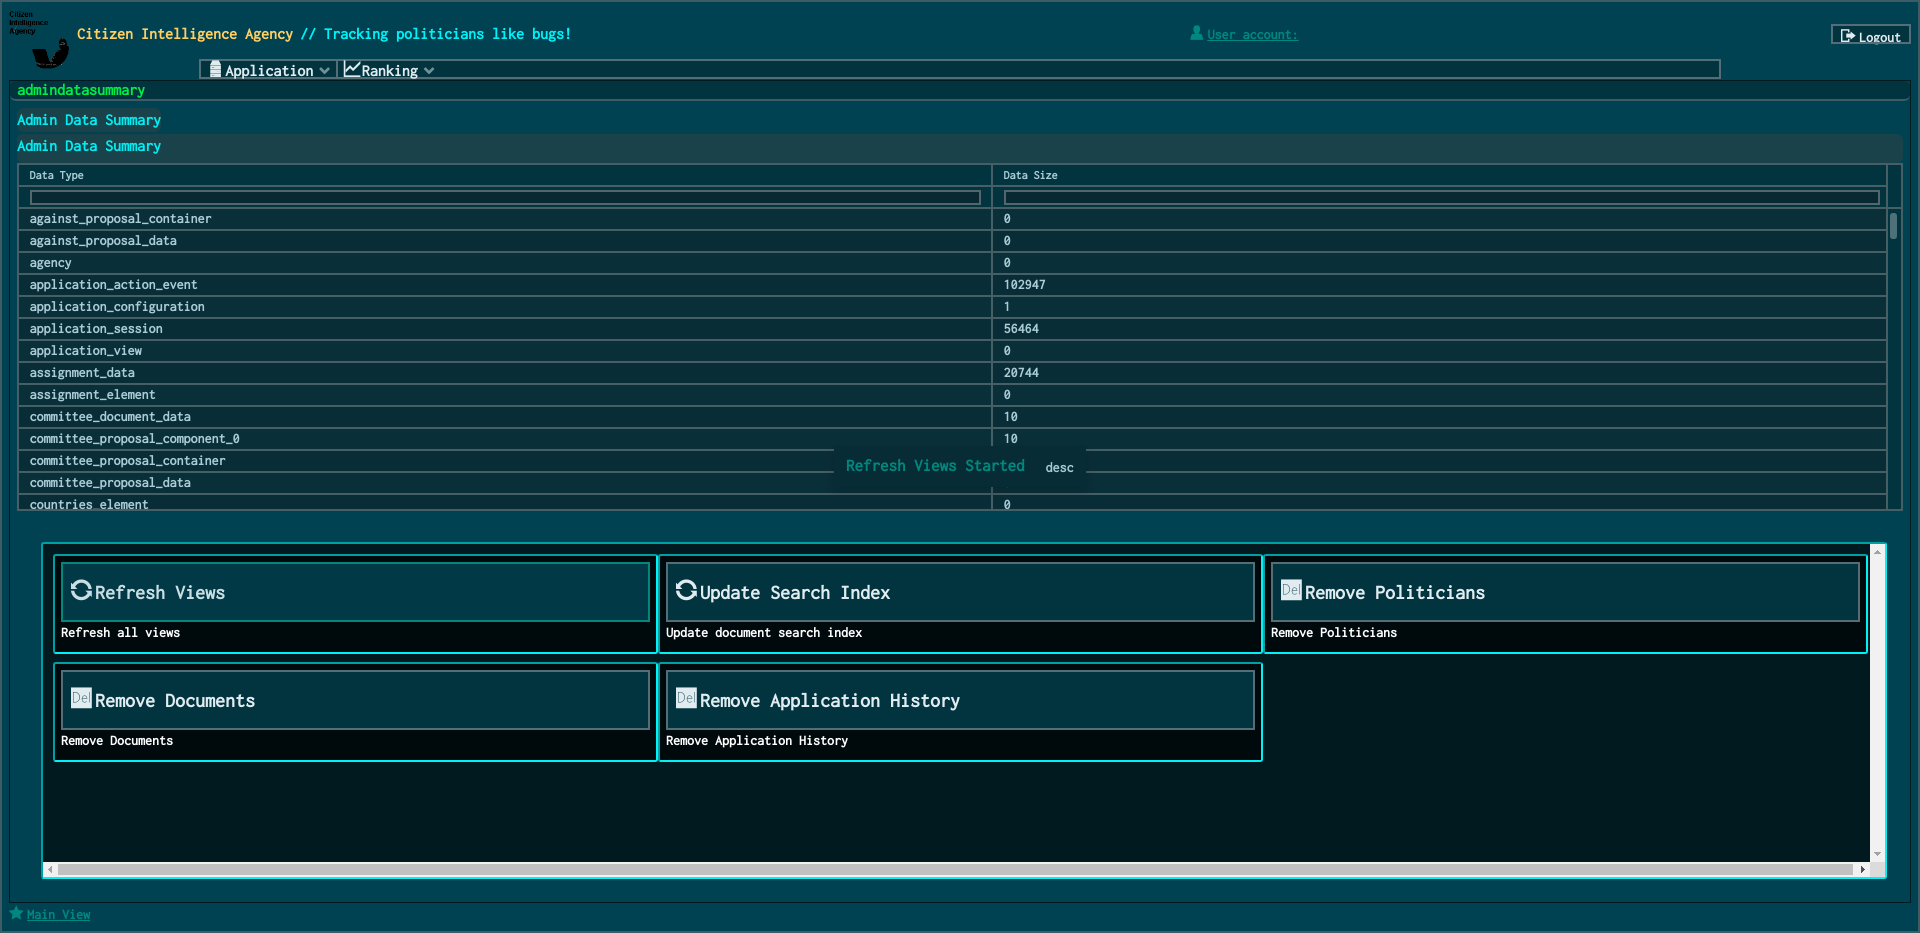 Citizen
Intelligence
Agency
Citizen Intelligence Agency // Tracking politicians like bugs!
User account:
Logout
Application
Ranking
admindatasummary
Admin Data Summary
Admin Data Summary
Data Type Data Size
against_proposal_container 0
against_proposal_data 0
agency 0
application_action_event 102947
application_configuration 1
application_session 56464
application_view 0
assignment_data 20744
assignment_element 0
committee_document_data 10
committee_proposal_component_0 10
committee_proposal_container
committee_proposal_data
Refresh Views Started desc
countries_element 0
Refresh Views
Refresh all views
Update Search Index
Update document search index
Del Remove Politicians
Remove Politicians
Del Remove Documents
Remove Documents
Del Remove Application History
Remove Application History
Main View